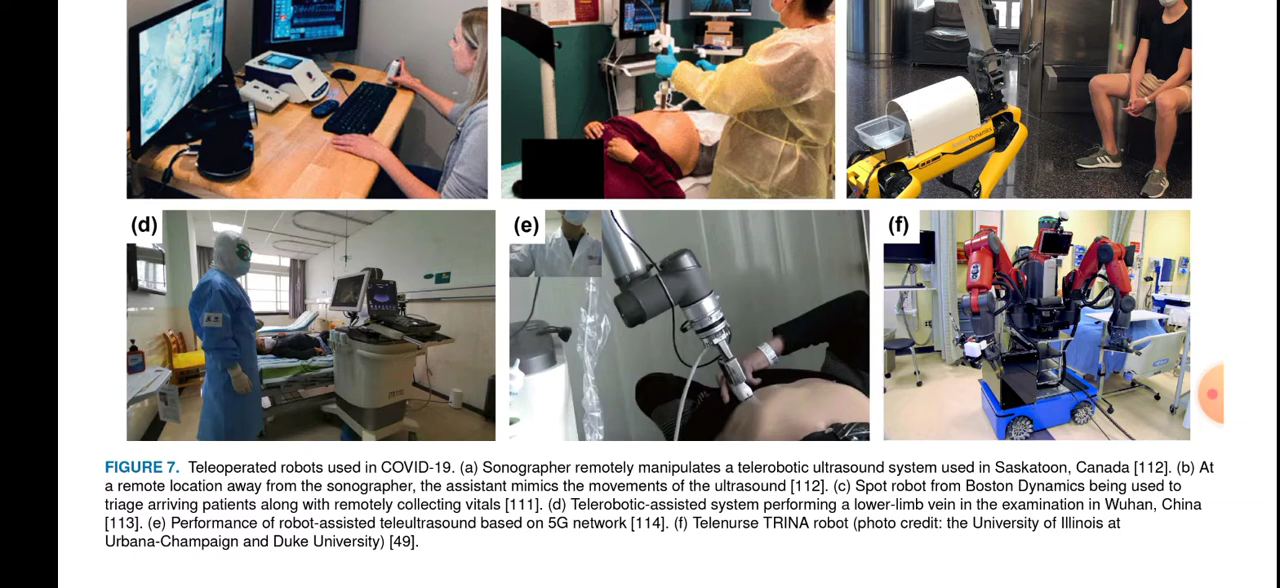 Dynamics
(d)
(e)
(f)
FIGURE 7. Teleoperated robots used in COVID-19. (a) Sonographer remotely manipulates a telerobotic ultrasound system used in Saskatoon, Canada [112]. (b) At
a remote location away from the sonographer, the assistant mimics the movements of the ultrasound [112]. (c) Spot robot from Boston Dynamics being used to
triage arriving patients along with remotely collecting vitals [111]. (d) Telerobotic-assisted system performing a lower-limb vein in the examination in Wuhan, China
[113]. (e) Performance of robot-assisted teleultrasound based on 5G network [114]. (f) Telenurse TRINA robot (photo credit: the University of Illinois at
Urbana-Champaign and Duke University) [49].